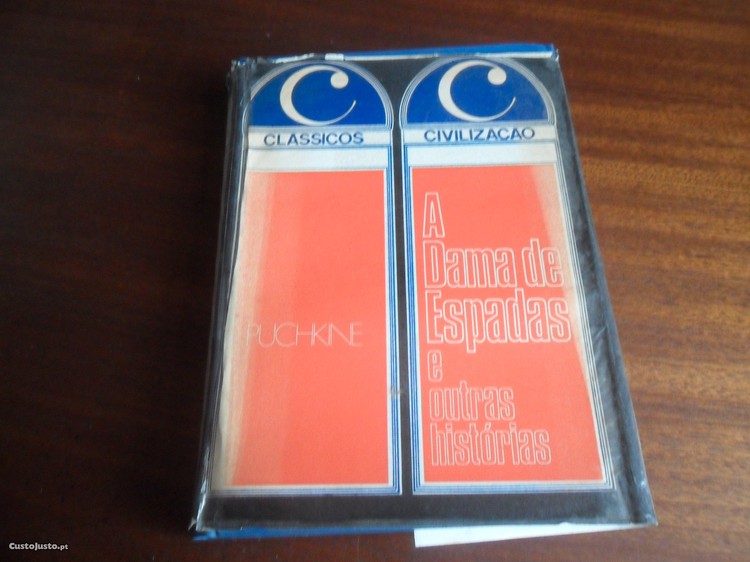 C
CLÁSSICOS
PUCHKINE
C
CIVILIZAÇÃO
A
Dama de
Espadas
e
outras
histórias
CustoJusto.pt